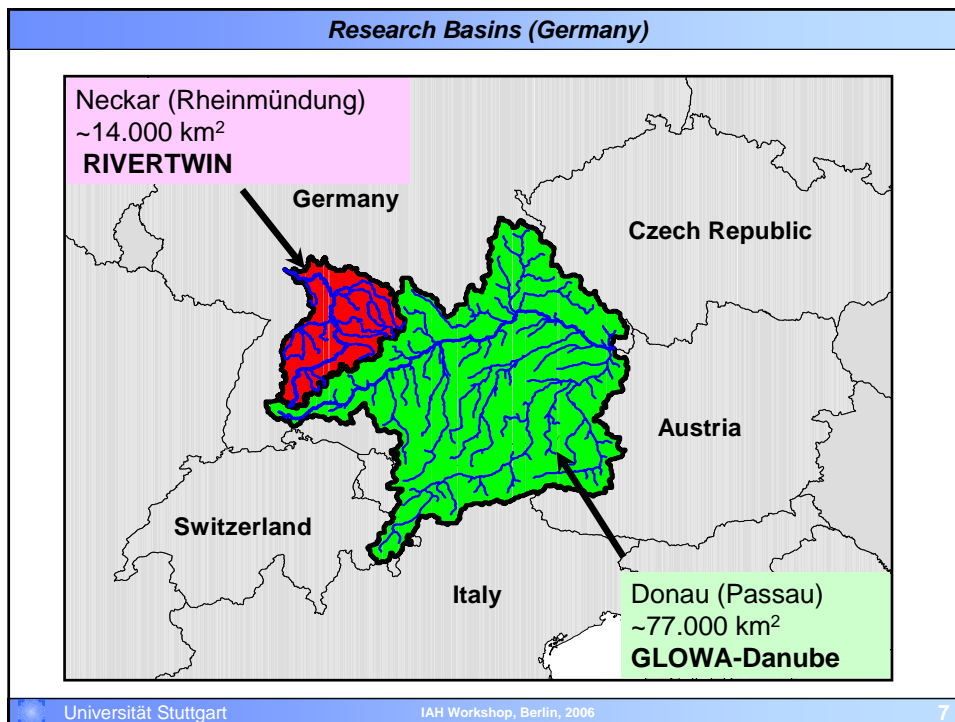 Research Basins (Germany)
Neckar (Rheinmündung)
~14.000 km²
RIVERTWIN
Germany
Czech Republic
Austria
Switzerland
Italy
Donau (Passau)
~77.000 km²
GLOWA-Danube
Universität Stuttgart
IAH Workshop, Berlin, 2006
7